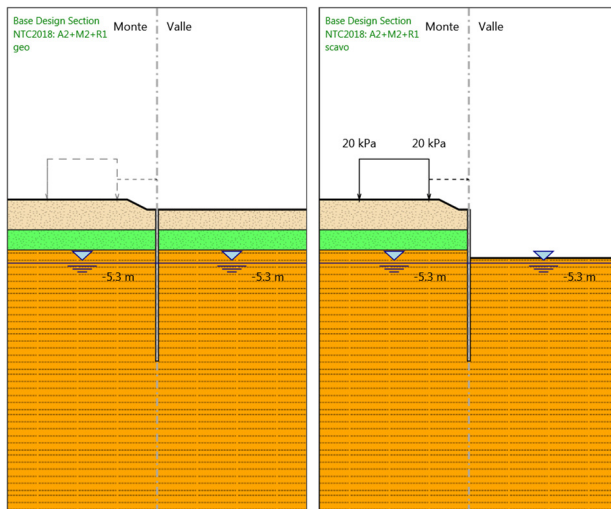 Base Design Section
NTC2018: A2+M2+R1
geo
Monte
Valle
-5.3 m
-5.3 m
Base Design Section
NTC2018: A2+M2+R1
scavo
Monte
Valle
20 kPa
20 kPa
-5.3 m
-5.3 m